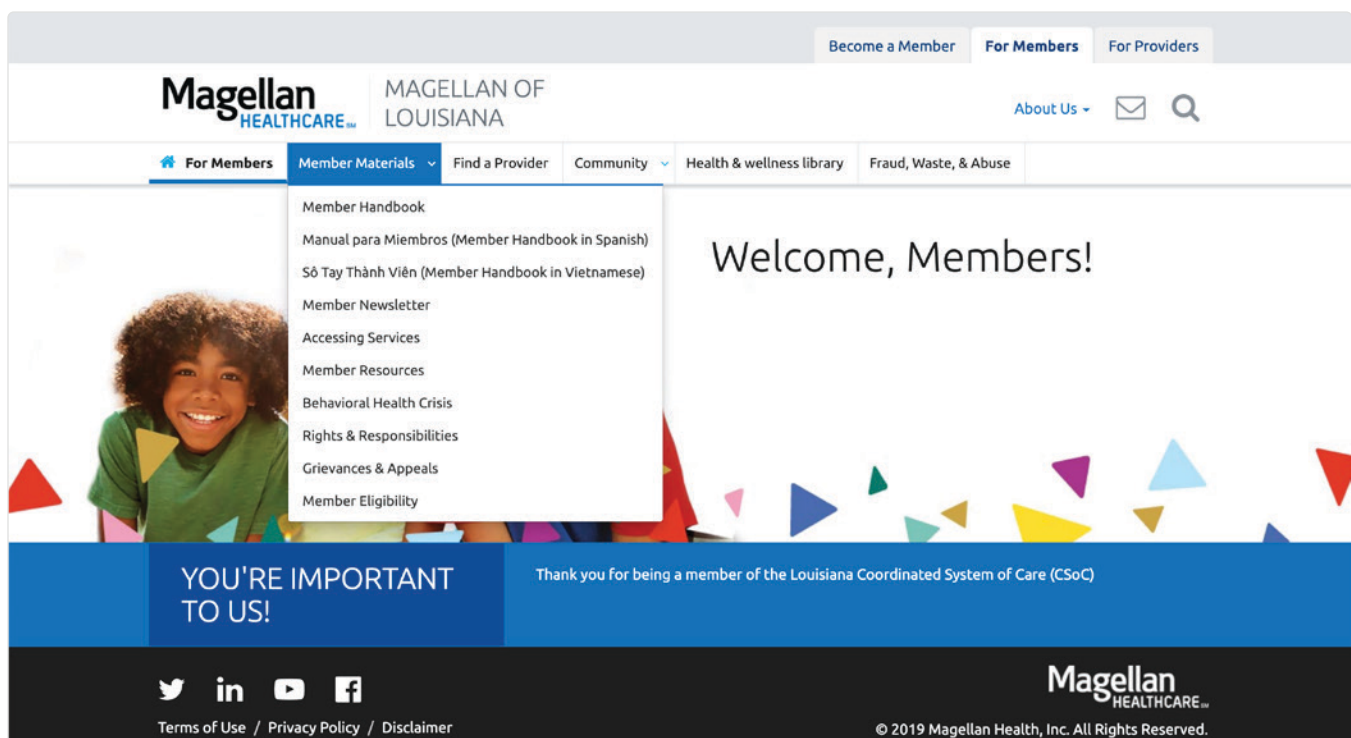 Become a Member For Members For Providers
Magellan HEALTHCARE℠ MAGELLAN OF LOUISIANA
About Us
For Members Member Materials Find a Provider Community Health & wellness library Fraud, Waste, & Abuse
Member Handbook
Manual para Miembros (Member Handbook in Spanish)
Sô Tay Thành Viên (Member Handbook in Vietnamese)
Member Newsletter
Accessing Services
Member Resources
Behavioral Health Crisis
Rights & Responsibilities
Grievances & Appeals
Member Eligibility
Welcome, Members!
YOU'RE IMPORTANT
TO US!
Thank you for being a member of the Louisiana Coordinated System of Care (CSoC)
Magellan
HEALTHCARE℠
Terms of Use / Privacy Policy / Disclaimer
© 2019 Magellan Health, Inc. All Rights Reserved.